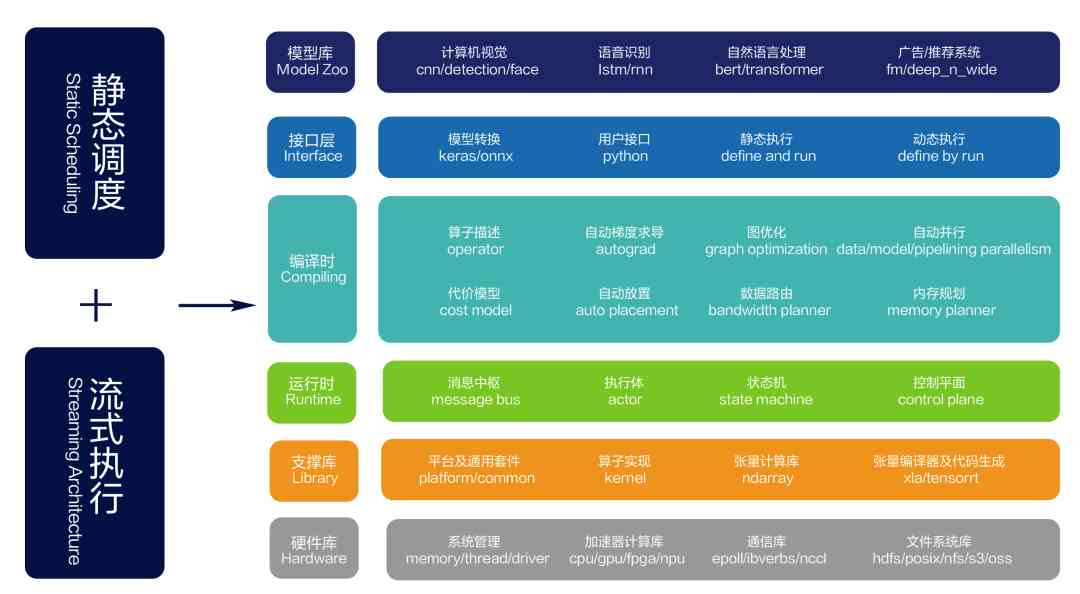 静态调度
Static Scheduling
+
流式执行
Streaming Architecture
模型库
Model Zoo
计算机视觉
cnn/detection/face
语音识别
lstm/rnn
自然语言处理
bert/transformer
广告/推荐系统
fm/deep_n_wide
接口层
Interface
模型转换
keras/onnx
用户接口
python
静态执行
define and run
动态执行
define by run
编译时
Compiling
算子描述
operator
自动梯度求导
autograd
图优化
graph optimization
自动并行
data/model/pipelining parallelism
代价模型
cost model
自动放置
auto placement
数据路由
bandwidth planner
内存规划
memory planner
运行时
Runtime
消息中枢
message bus
执行体
actor
状态机
state machine
控制平面
control plane
支撑库
Library
平台及通用套件
platform/common
算子实现
kernel
张量计算库
ndarray
张量编译器及代码生成
xla/tensorrt
硬件库
Hardware
系统管理
memory/thread/driver
加速器计算库
cpu/gpu/fpga/npu
通信库
epoll/ibverbs/nccl
文件系统库
hdfs/posix/nfs/s3/oss